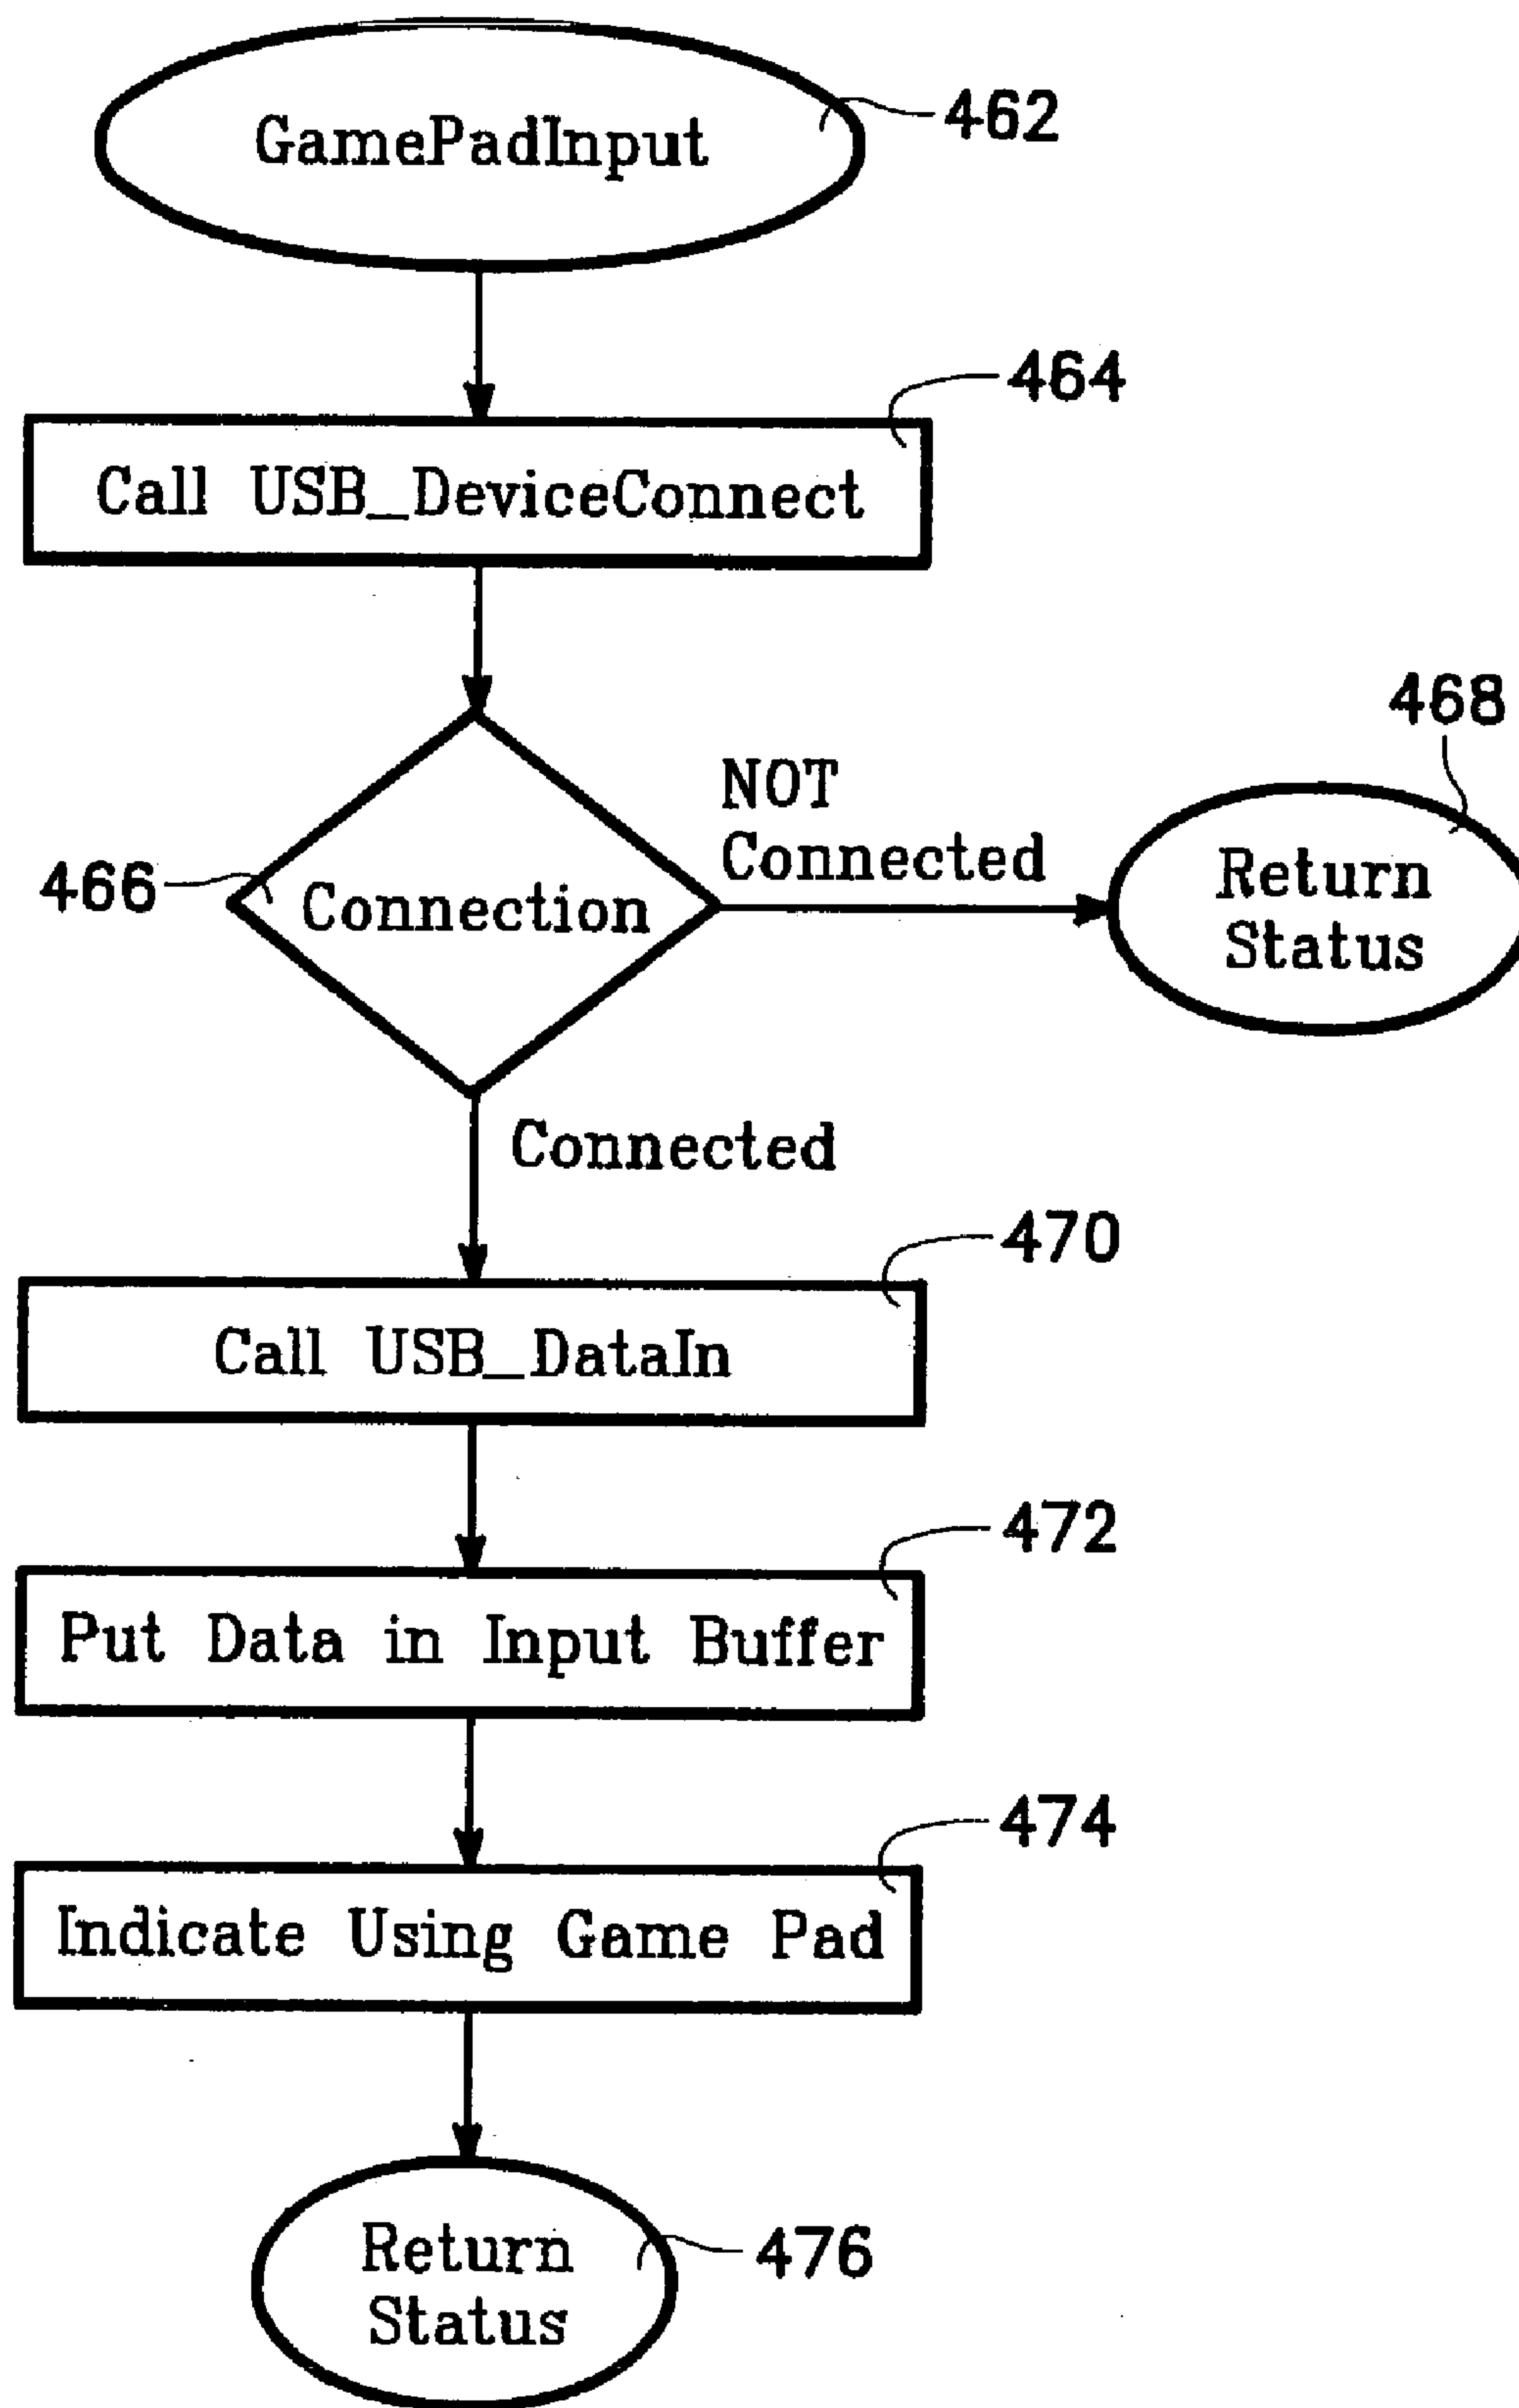 GamePadInput
462
Call USB_DeviceConnect
464
466
Connection
NOT
Connected
468
Return
Status
Connected
470
Call USB_DataIn
472
Put Data in Input Buffer
474
Indicate Using Game Pad
Return
Status
476